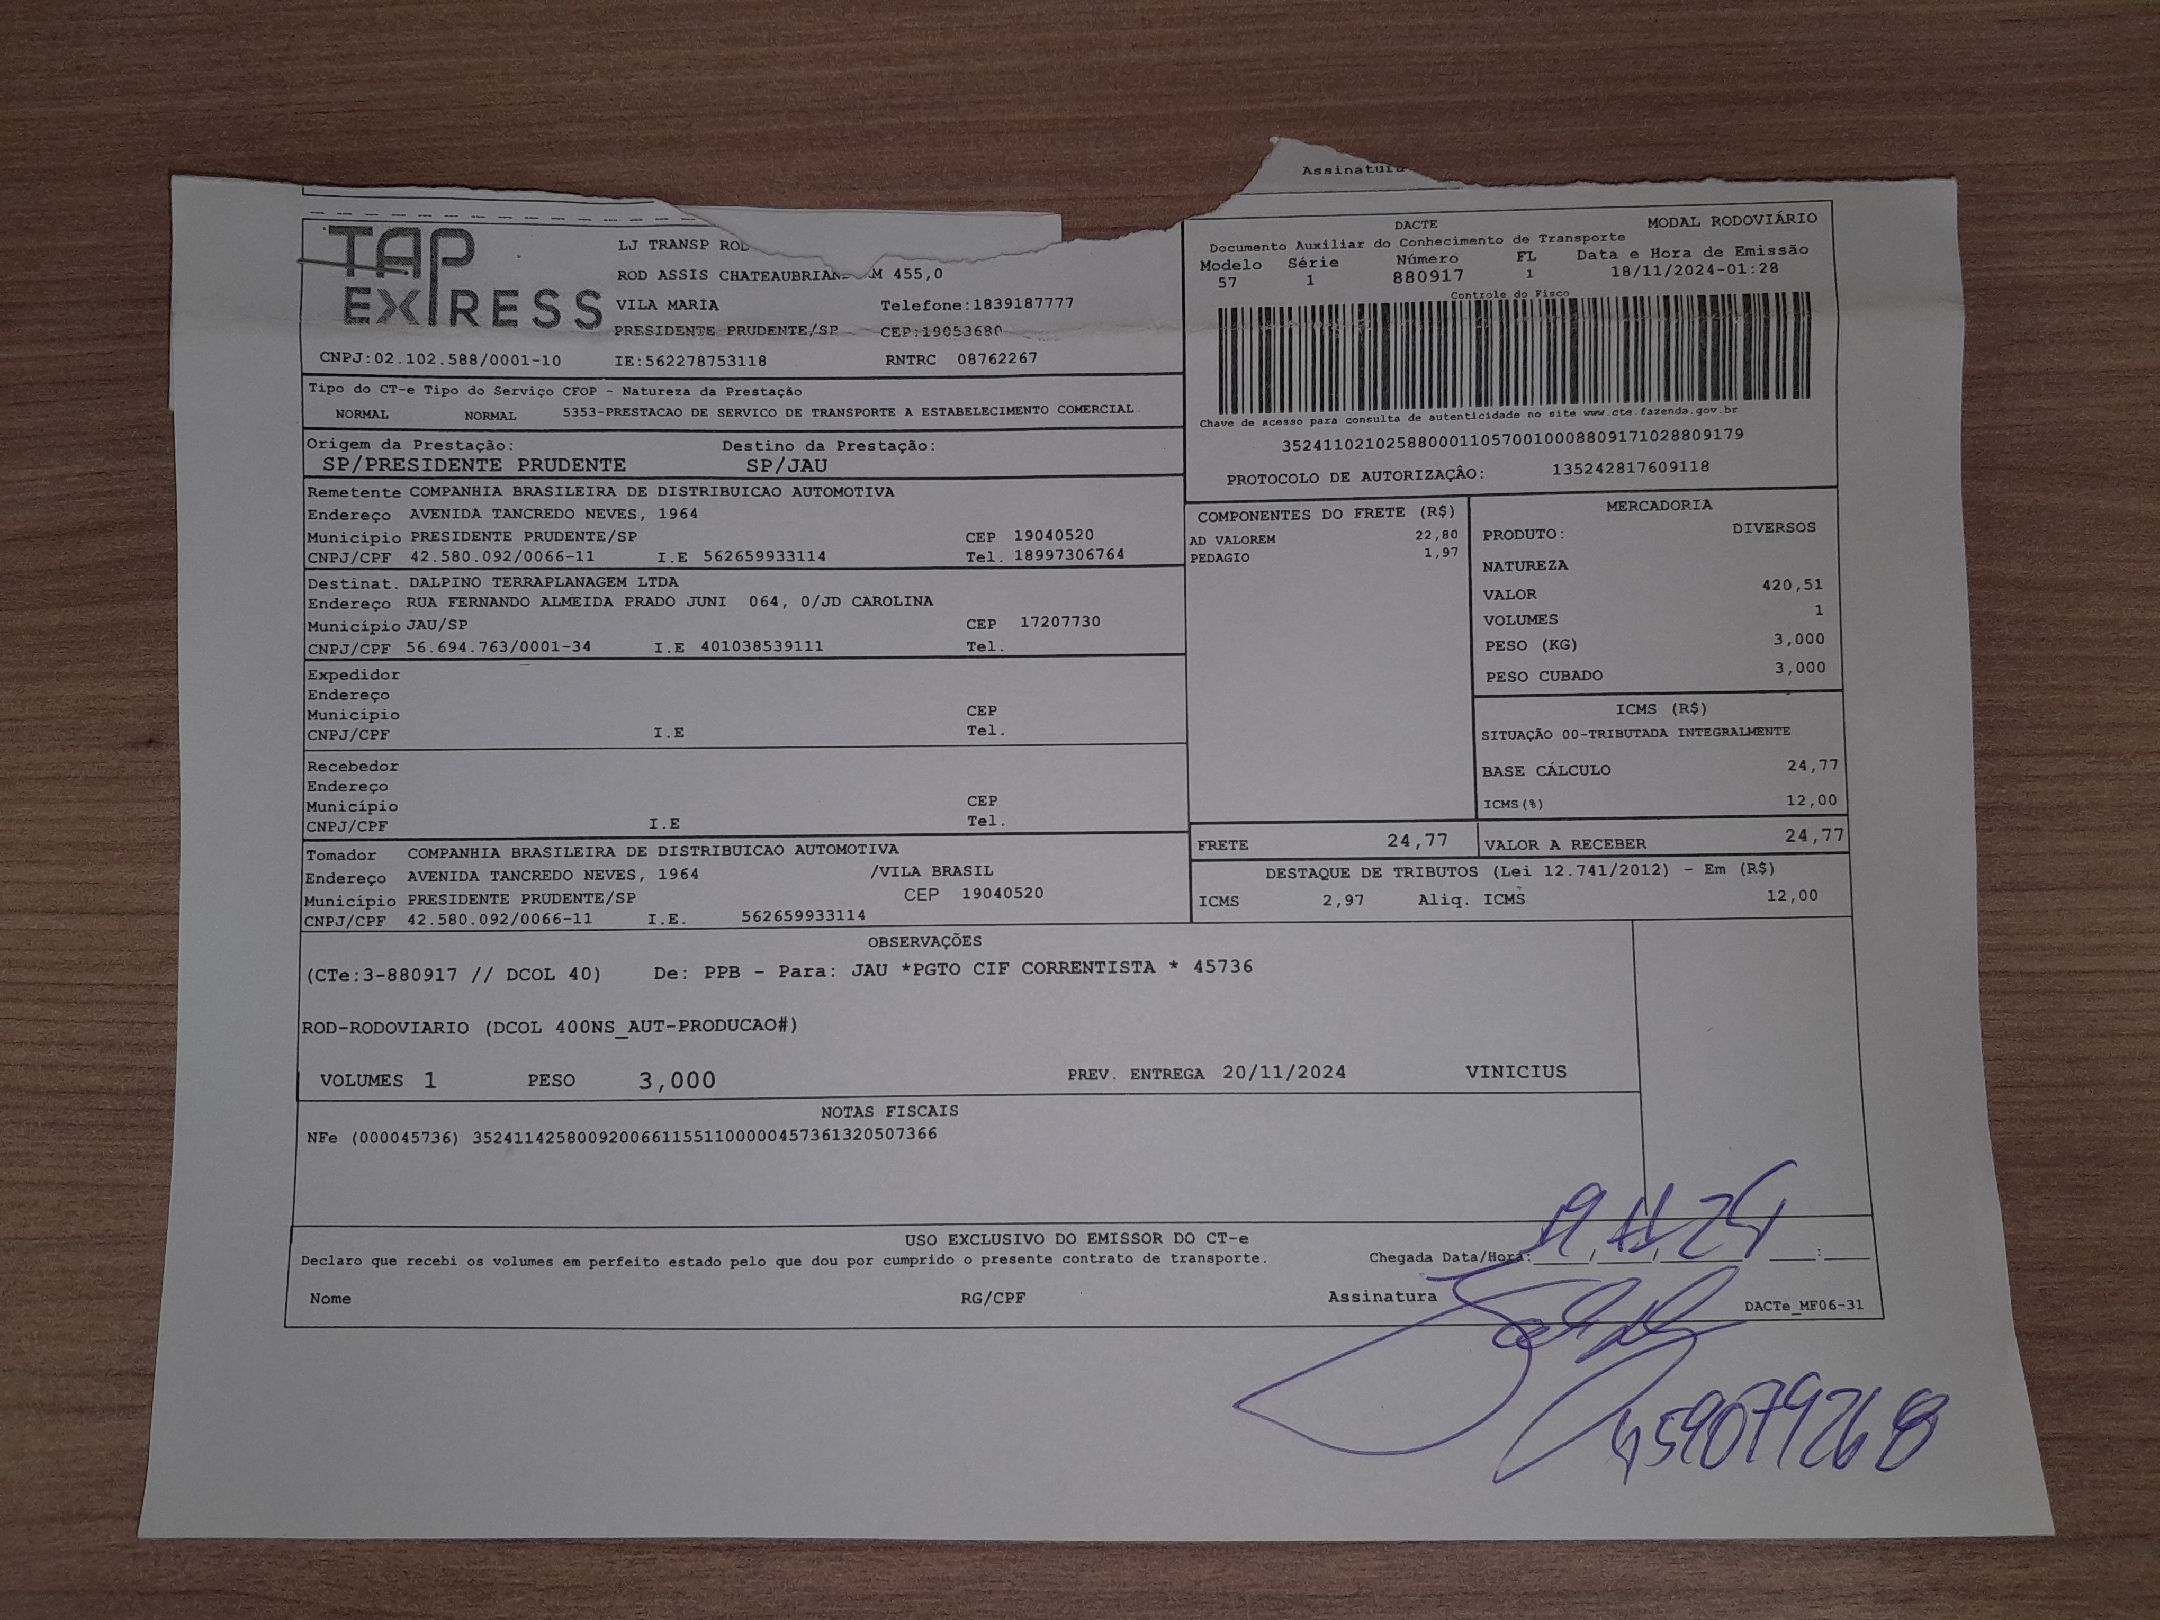 Assinatura
TAP
EXPRESS
LJ TRANSP
ROD ASSIS CHATEAUBRIAN M 455,0
VILA MARIA Telefone:1839187777
PRESIDENTE PRUDENTE/SP CEP:19053680
CNPJ:02.102.588/0001-10 IE:562278753118 RNTRC 08762267
DACTE MODAL RODOVIÁRIO
Documento Auxiliar do Conhecimento de Transporte
Modelo Série Número FL Data e Hora de Emissão
57 1 880917 1 18/11/2024-01:28
Controle do Fisco
Chave de acesso para consulta de autenticidade no site www.cte.fazenda.gov.br
35241102102588000110570010008809171028809179
PROTOCOLO DE AUTORIZAÇÂO: 135242817609118
Tipo do CT-e Tipo do Serviço CFOP - Natureza da Prestação
NORMAL NORMAL 5353-PRESTACAO DE SERVICO DE TRANSPORTE A ESTABELECIMENTO COMERCIAL
Origem da Prestação: Destino da Prestação:
SP/PRESIDENTE PRUDENTE SP/JAU
Remetente COMPANHIA BRASILEIRA DE DISTRIBUICAO AUTOMOTIVA
Endereço AVENIDA TANCREDO NEVES, 1964
Município PRESIDENTE PRUDENTE/SP CEP 19040520
CNPJ/CPF 42.580.092/0066-11 I.E 562659933114 Tel. 18997306764
Destinat. DALPINO TERRAPLANAGEM LTDA
Endereço RUA FERNANDO ALMEIDA PRADO JUNI 064, 0/JD CAROLINA
Município JAU/SP CEP 17207730
CNPJ/CPF 56.694.763/0001-34 I.E 401038539111 Tel.
Expedidor
Endereço
Município CEP
CNPJ/CPF I.E Tel.
Recebedor
Endereço
Município CEP
CNPJ/CPF I.E Tel.
Tomador COMPANHIA BRASILEIRA DE DISTRIBUICAO AUTOMOTIVA
Endereço AVENIDA TANCREDO NEVES, 1964 /VILA BRASIL
Município PRESIDENTE PRUDENTE/SP CEP 19040520
CNPJ/CPF 42.580.092/0066-11 I.E. 562659933114
COMPONENTES DO FRETE (R$)
AD VALOREM 22,80
PEDAGIO 1,97
MERCADORIA
PRODUTO: DIVERSOS
NATUREZA
VALOR 420,51
VOLUMES 1
PESO (KG) 3,000
PESO CUBADO 3,000
ICMS (R$)
SITUAÇÃO 00-TRIBUTADA INTEGRALMENTE
BASE CÁLCULO 24,77
ICMS(%) 12,00
FRETE 24,77 VALOR A RECEBER 24,77
DESTAQUE DE TRIBUTOS (Lei 12.741/2012) - Em (R$)
ICMS 2,97 Aliq. ICMS 12,00
OBSERVAÇÕES
(CTe:3-880917 // DCOL 40) De: PPB - Para: JAU *PGTO CIF CORRENTISTA * 45736
ROD-RODOVIARIO (DCOL 400NS_AUT-PRODUCAO#)
VOLUMES 1 PESO 3,000 PREV. ENTREGA 20/11/2024 VINICIUS
NOTAS FISCAIS
NFe (000045736) 35241142580092006611551100000457361320507366
USO EXCLUSIVO DO EMISSOR DO CT-e
Declaro que recebi os volumes em perfeito estado pelo que dou por cumprido o presente contrato de transporte. Chegada Data/Hora: 19 11 24
Nome RG/CPF Assinatura
DACTe_MF06-31
459079268